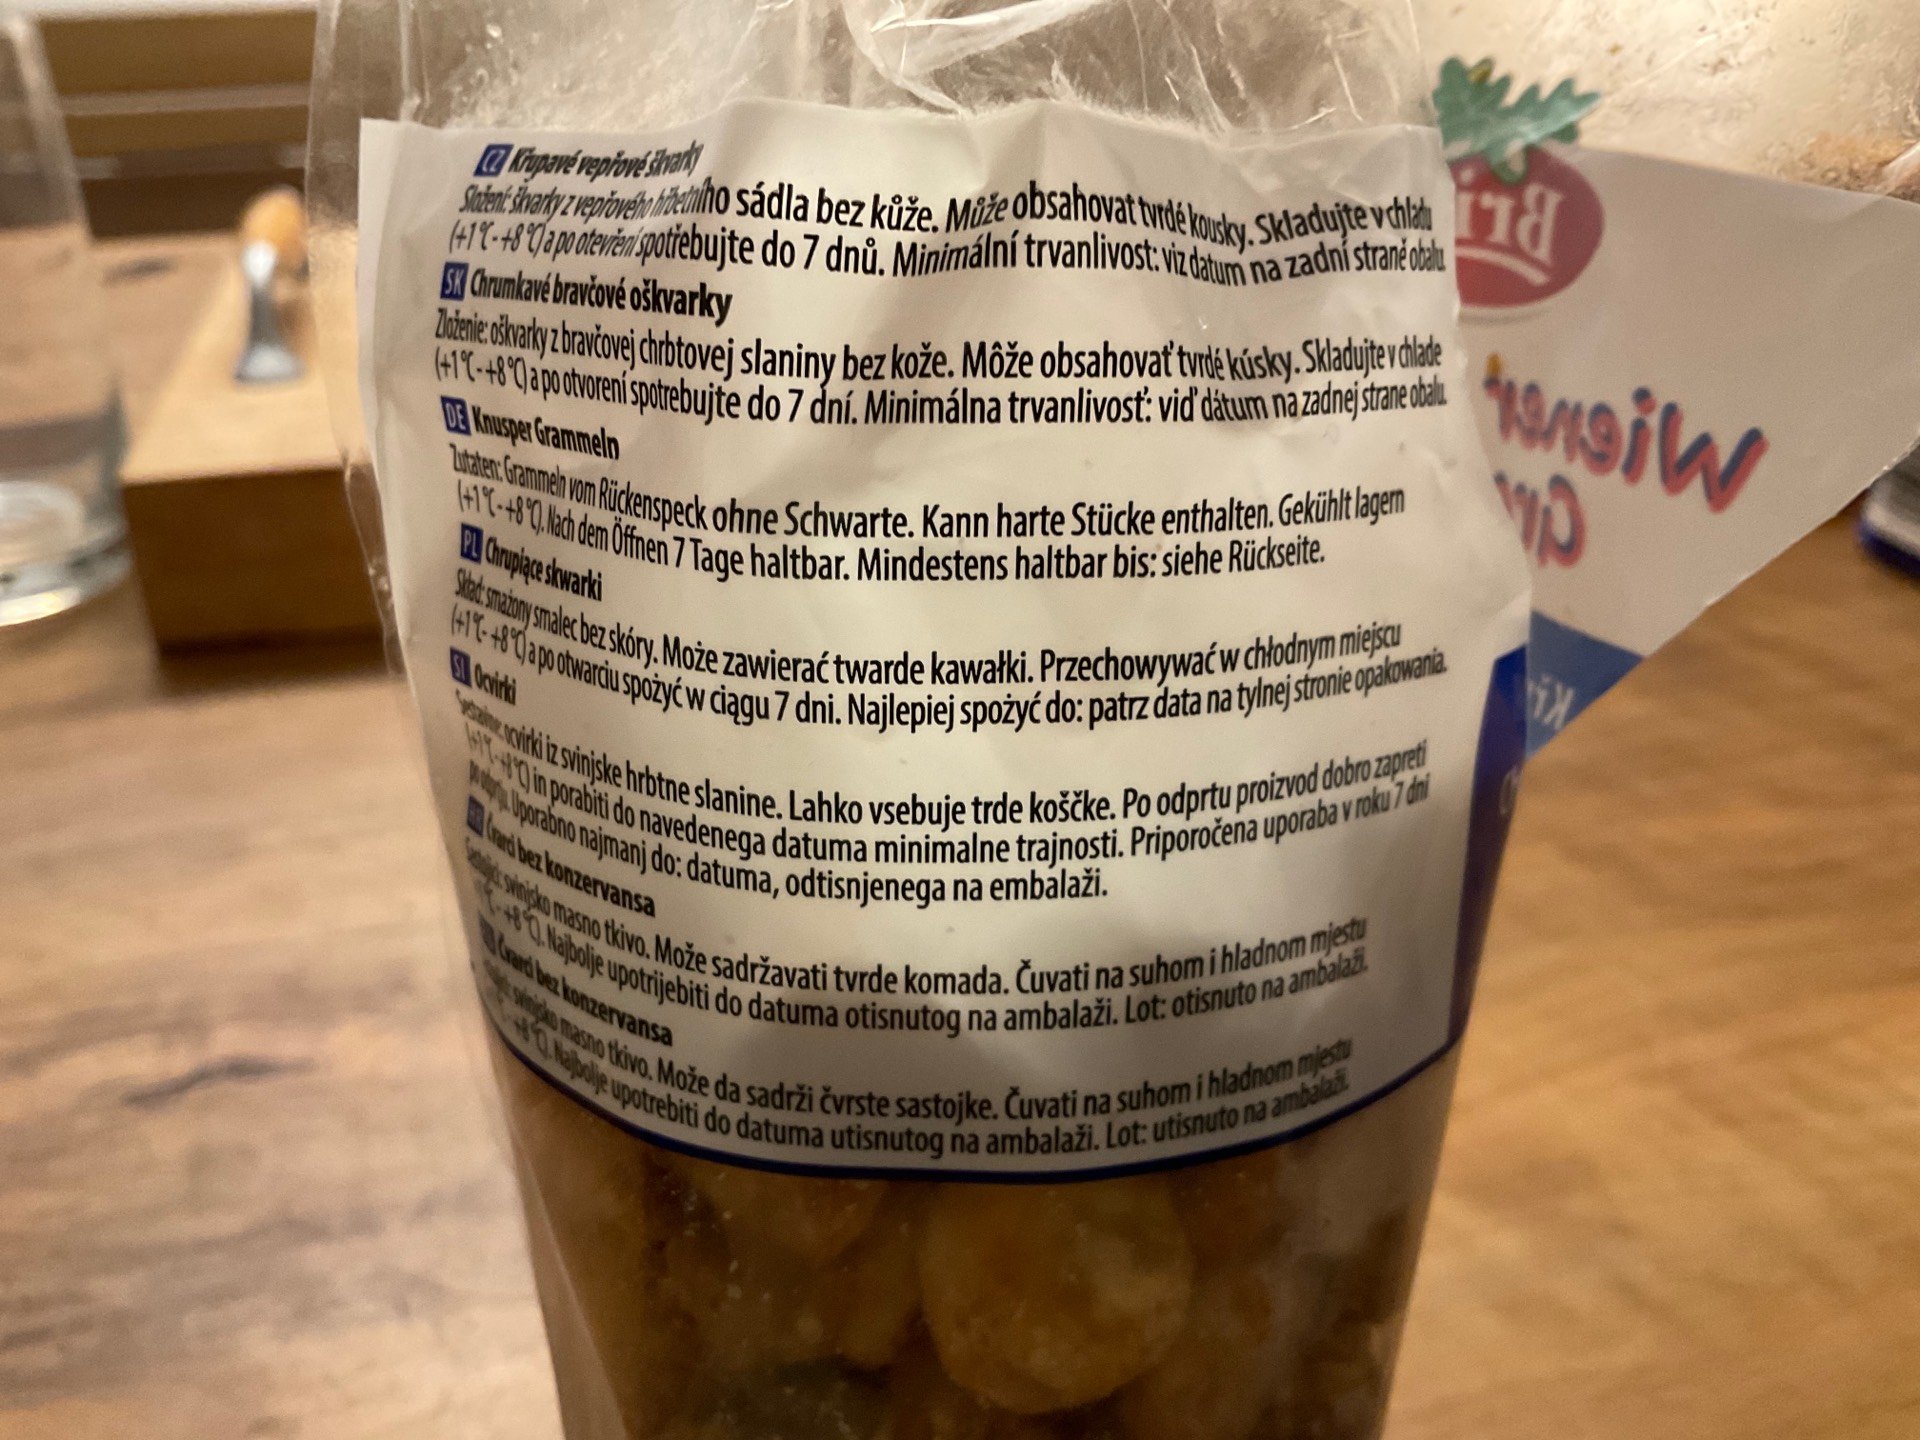 CZ Křupavé vepřové škvarky
Složení: škvarky z vepřového hřbetního sádla bez kůže. Může obsahovat tvrdé kousky. Skladujte v chladu
(+1°C-+8°C) a po otevření spotřebujte do 7 dnů. Minimální trvanlivost: viz datum na zadní straně obalu.
SK Chrumkavé bravčové oškvarky
Zloženie: oškvarky z bravčovej chrbtovej slaniny bez kože. Môže obsahovať tvrdé kúsky. Skladujte v chlade
(+1°C-+8°C) a po otvorení spotrebujte do 7 dní. Minimálna trvanlivosť: viď dátum na zadnej strane obalu.
DE Knusper Grammeln
Zutaten: Grammeln vom Rückenspeck ohne Schwarte. Kann harte Stücke enthalten. Gekühlt lagern
(+1°C-+8°C). Nach dem Öffnen 7 Tage haltbar. Mindestens haltbar bis: siehe Rückseite.
PL Chrupiące skwarki
Skład: smażony smalec bez skóry. Może zawierać twarde kawałki. Przechowywać w chłodnym miejscu
(+1°C-+8°C) a po otwarciu spożyć w ciągu 7 dni. Najlepiej spożyć do: patrz data na tylnej stronie opakowania.
SI Ocvirki
Sestavine: ocvirki iz svinjske hrbtne slanine. Lahko vsebuje trde koščke. Po odprtu proizvod dobro zapreti
(+1°C-+8°C) in porabiti do navedenega datuma minimalne trajnosti. Priporočena uporaba v roku 7 dni
po odprtju. Uporabno najmanj do: datuma, odtisnjenega na embalaži.
Čvarci bez konzervansa
Sastojci: svinjsko masno tkivo. Može sadržavati tvrde komada. Čuvati na suhom i hladnom mjestu
+8°C). Najbolje upotrijebiti do datuma otisnutog na ambalaži. Lot: otisnuto na ambalaži.
Čvarci bez konzervansa
svinjsko masno tkivo. Može da sadrži čvrste sastojke. Čuvati na suhom i hladnom mjestu
+8°C). Najbolje upotrebiti do datuma utisnutog na ambalaži. Lot: utisnuto na ambalaži.
Bri
Wiener
Gr
Kř